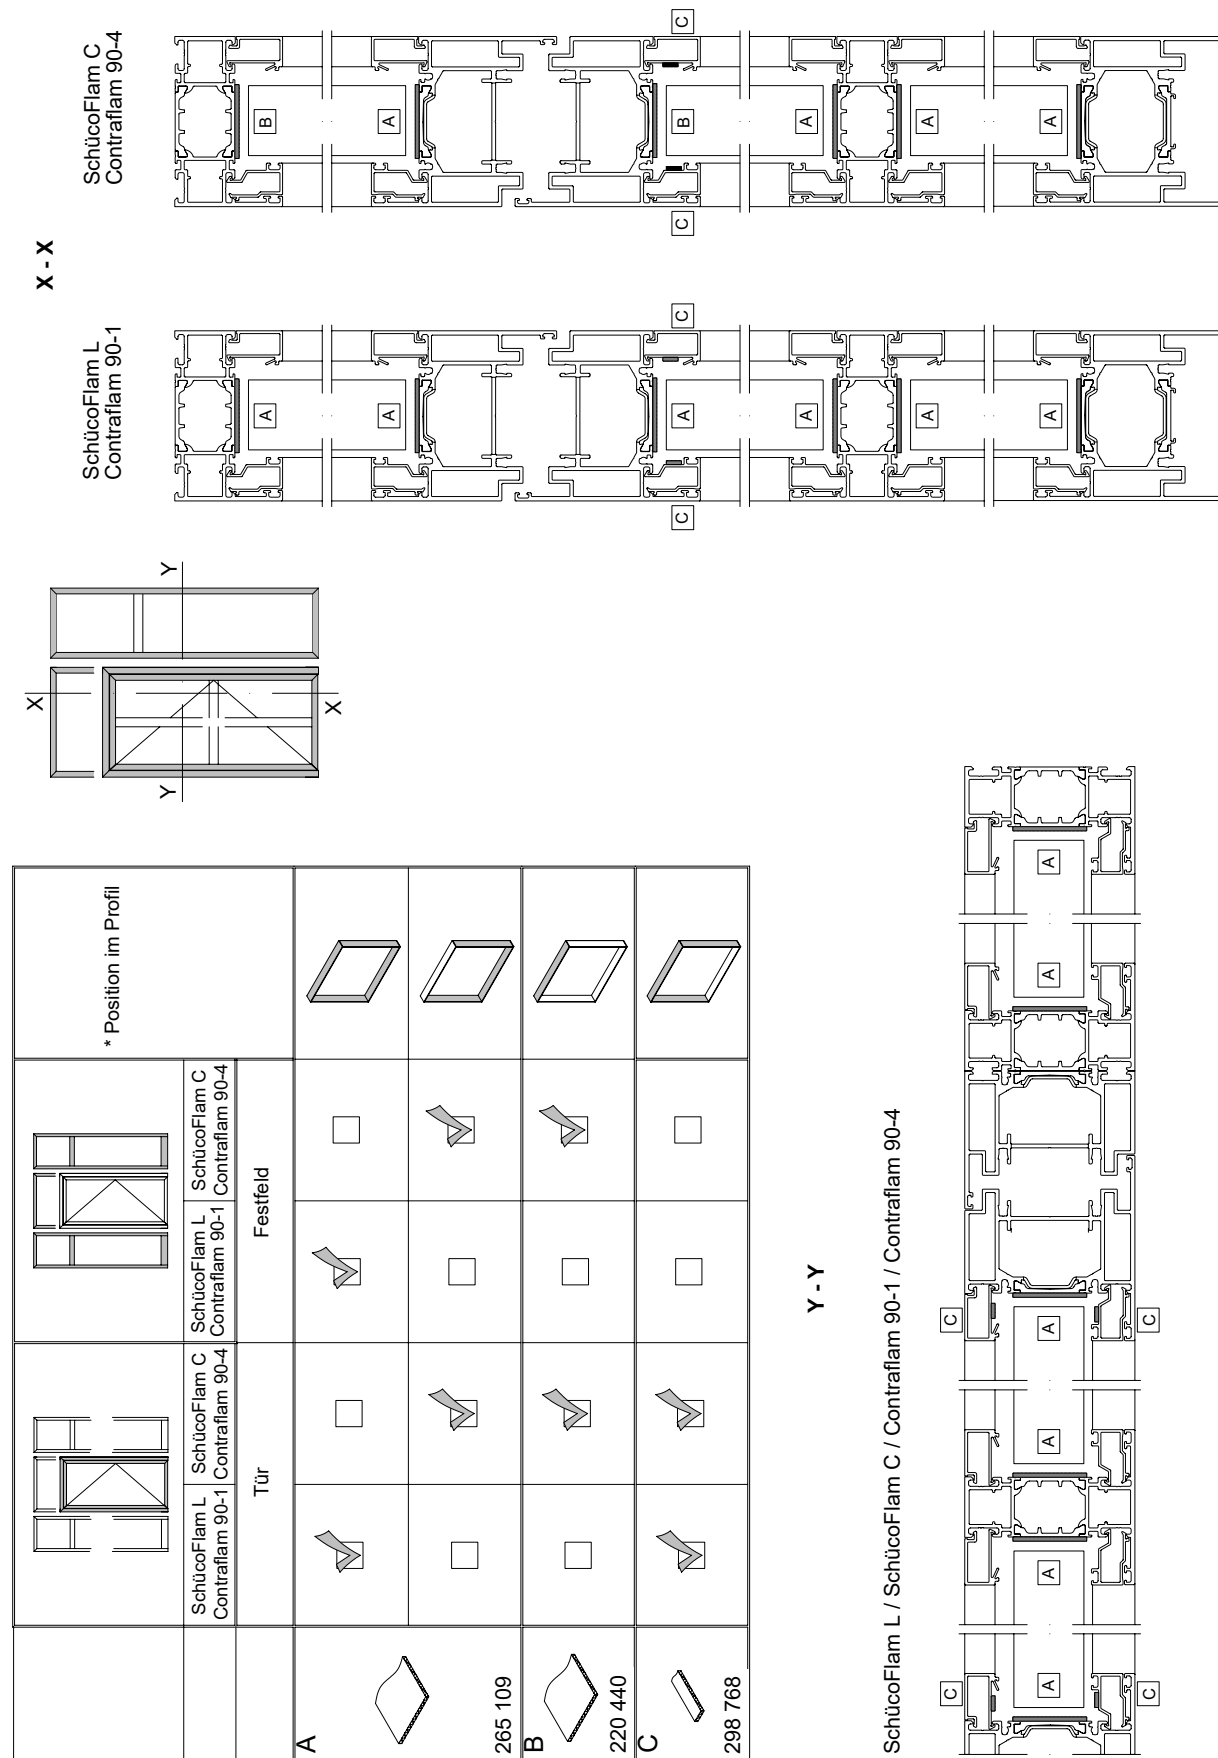 * Position im Profil
SchücoFlam L
Contraflam 90-1
SchücoFlam C
Contraflam 90-4
SchücoFlam L
Contraflam 90-1
SchücoFlam C
Contraflam 90-4
Tür
Festfeld
A
265 109
B
220 440
C
298 768
X
X
Y
Y
X - X
SchücoFlam L
Contraflam 90-1
A
A
A
A
A
A
C
C
SchücoFlam C
Contraflam 90-4
B
A
B
A
A
A
C
C
Y - Y
SchücoFlam L / SchücoFlam C / Contraflam 90-1 / Contraflam 90-4
C
C
A
A
A
A
A
A
C
C